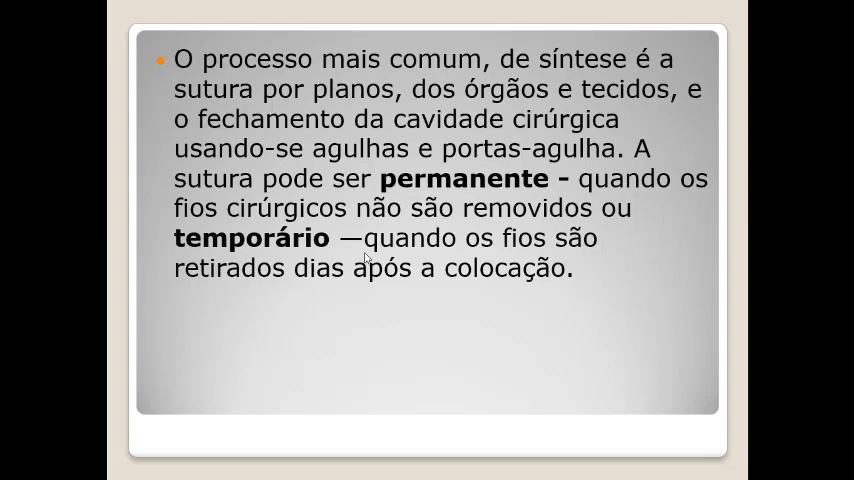 O processo mais comum, de síntese é a
sutura por planos, dos órgãos e tecidos, e
o fechamento da cavidade cirúrgica
usando-se agulhas e portas-agulha. A
sutura pode ser permanente - quando os
fios cirúrgicos não são removidos ou
temporário —quando os fios são
retirados dias após a colocação.